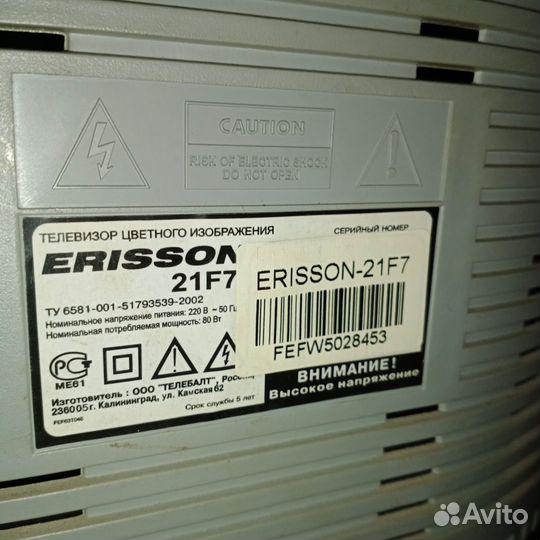 CAUTION
RISK OF ELECTRIC SHOCK
DO NOT OPEN
ТЕЛЕВИЗОР ЦВЕТНОГО ИЗОБРАЖЕНИЯ
СЕРИЙНЫЙ НОМЕР
ERISSON
21F7
ERISSON-21F7
FEFW5028453
ТУ 6581-001-51793539-2002
Номинальное напряжение питания: 220 В ~ 50 Гц
Номинальная потребляемая мощность: 80 Вт
МЕ61
Изготовитель: ООО "ТЕЛЕБАЛТ",
236005 г. Калининград, ул. Камская 62
Срок службы 5 лет
ВНИМАНИЕ!
Высокое напряжение
Avito